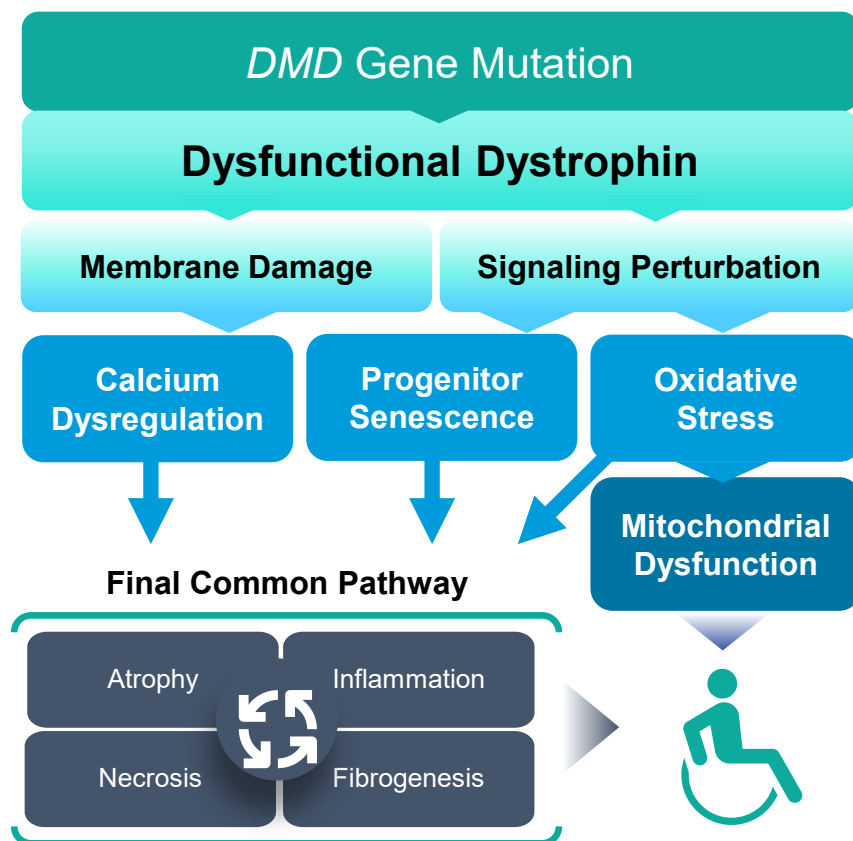 DMD Gene Mutation
Dysfunctional Dystrophin
Membrane Damage
Signaling Perturbation
Calcium
Dysregulation
Progenitor
Senescence
Oxidative
Stress
Mitochondrial
Dysfunction
Final Common Pathway
Atrophy
Inflammation
Necrosis
Fibrogenesis